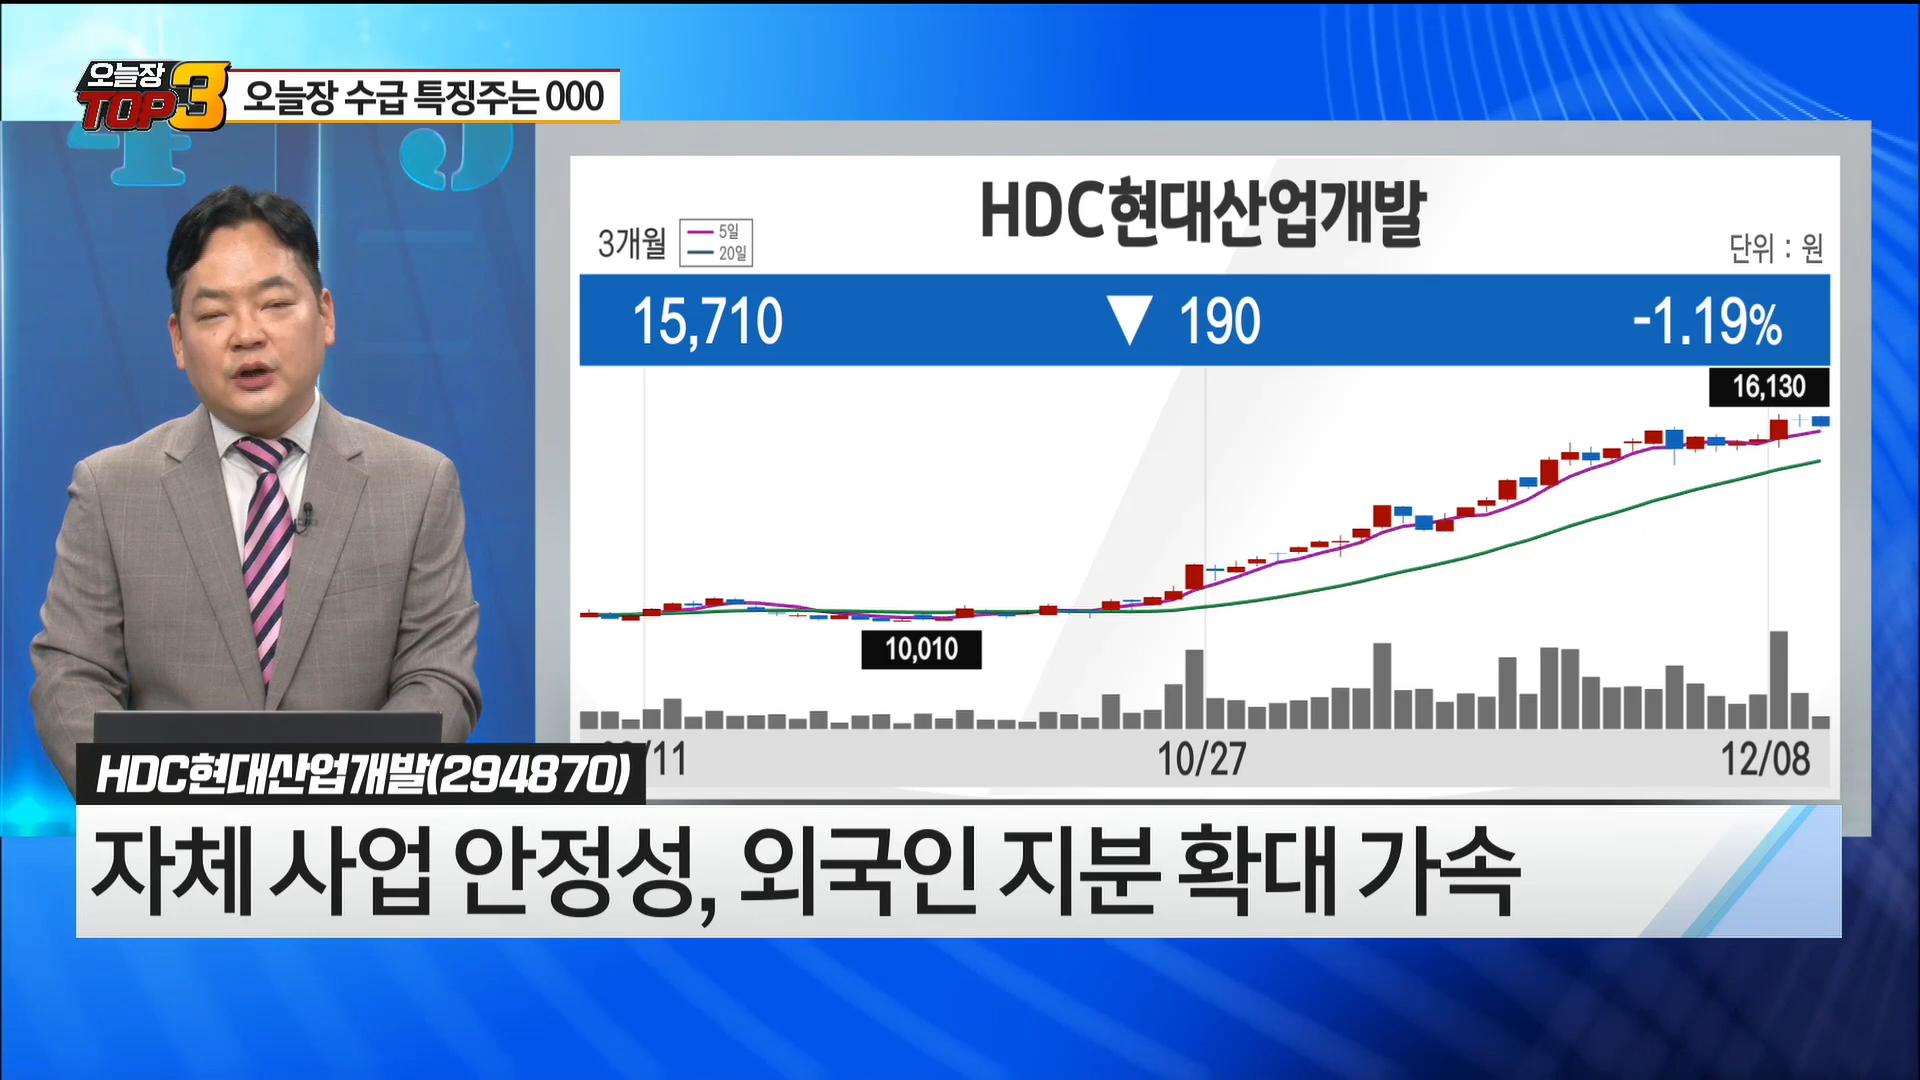 오늘장
TOP3
오늘장 수급 특징주는 000
HDC현대산업개발
3개월
5일
20일
단위 : 원
15,710 ▼ 190 -1.19%
16,130
10,010
/11 10/27 12/08
HDC현대산업개발(294870)
자체 사업 안정성, 외국인 지분 확대 가속